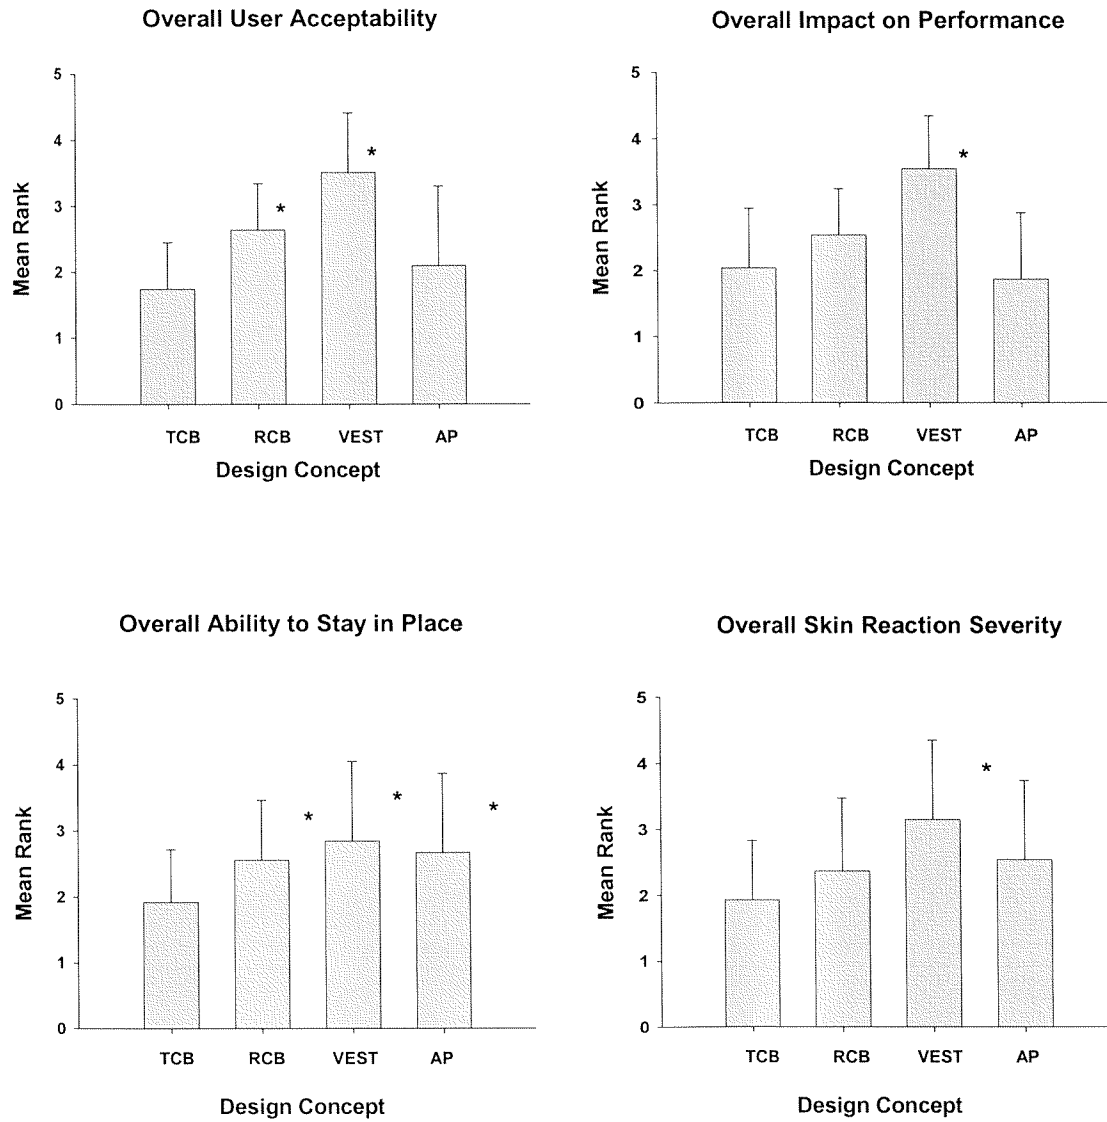 Overall User Acceptability
5
4
3
2
1
0
Mean Rank
*
*
TCB RCB VEST AP
Design Concept
Overall Impact on Performance
5
4
3
2
1
0
Mean Rank
*
TCB RCB VEST AP
Design Concept
Overall Ability to Stay in Place
5
4
3
2
1
0
Mean Rank
*
*
*
TCB RCB VEST AP
Design Concept
Overall Skin Reaction Severity
5
4
3
2
1
0
Mean Rank
*
TCB RCB VEST AP
Design Concept